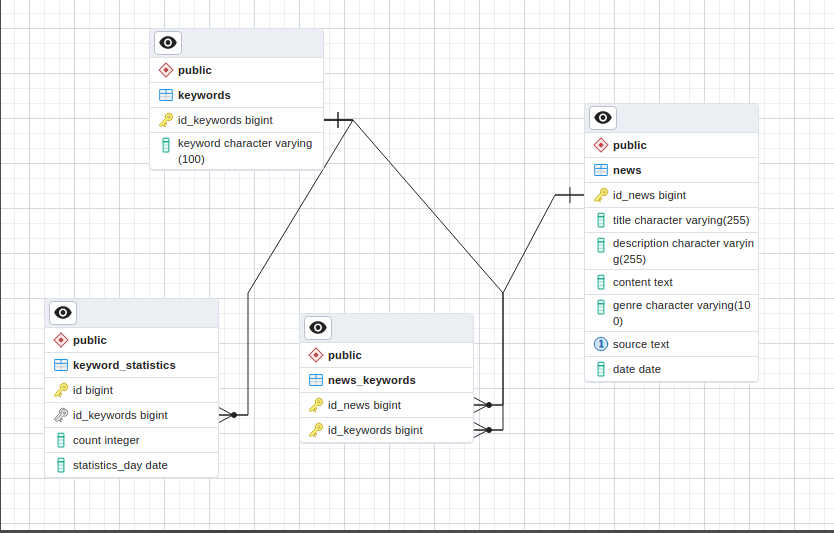 public
keywords
id_keywords bigint
keyword character varying
(100)
public
news
id_news bigint
title character varying(255)
description character varyin
g(255)
content text
genre character varying(10
0)
source text
date date
public
keyword_statistics
id bigint
id_keywords bigint
count integer
statistics_day date
public
news_keywords
id_news bigint
id_keywords bigint